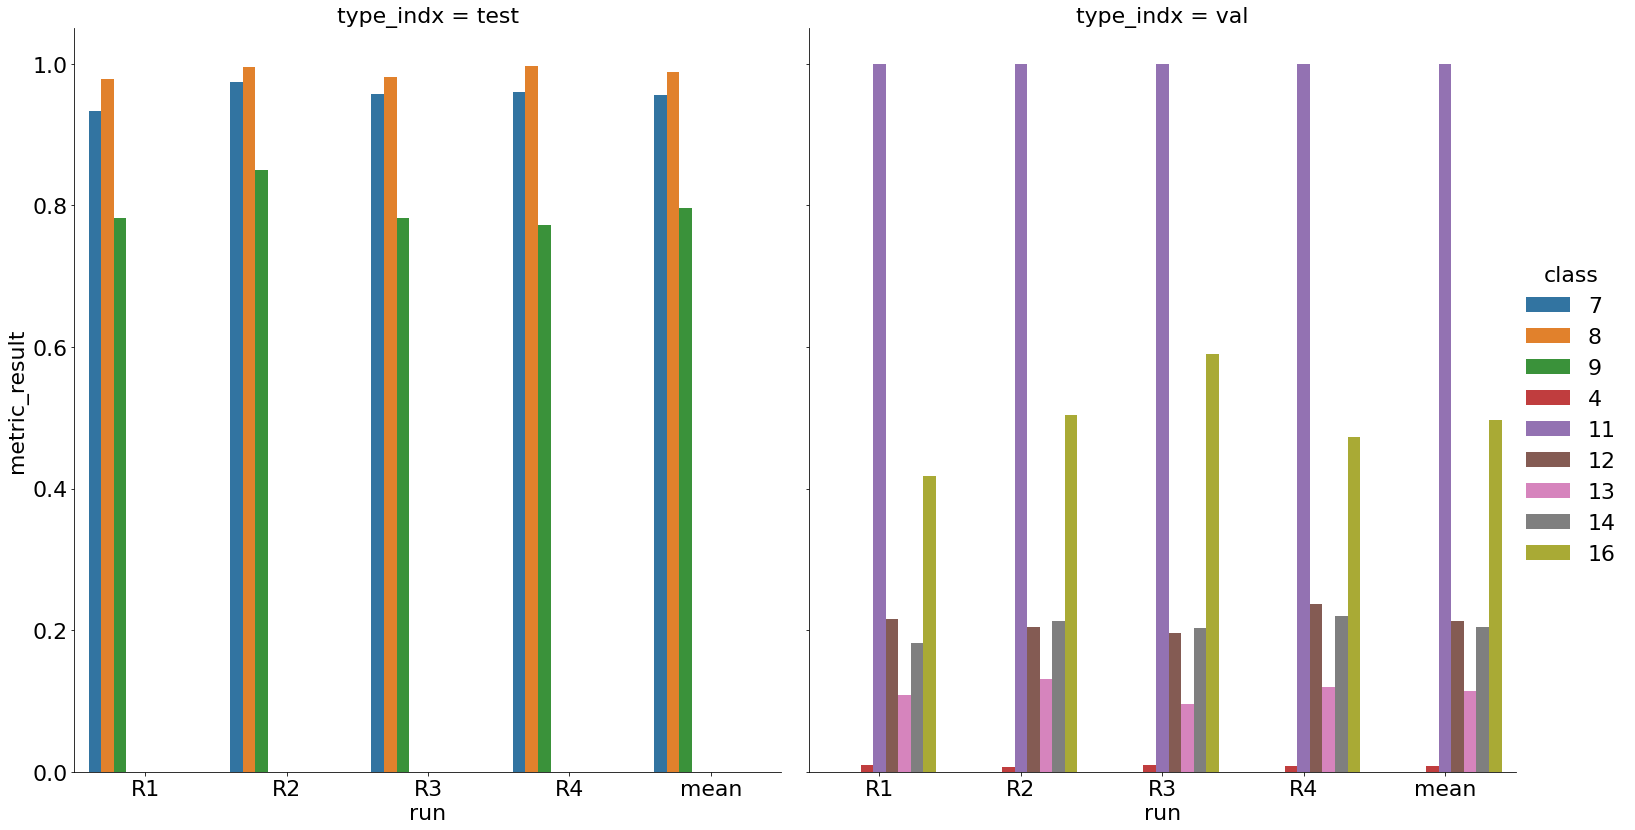 type_indx = test
type_indx = val
metric_result
1.0
0.8
0.6
0.4
0.2
0.0
R1 R2 R3 R4 mean
run
R1 R2 R3 R4 mean
run
class
7
8
9
4
11
12
13
14
16